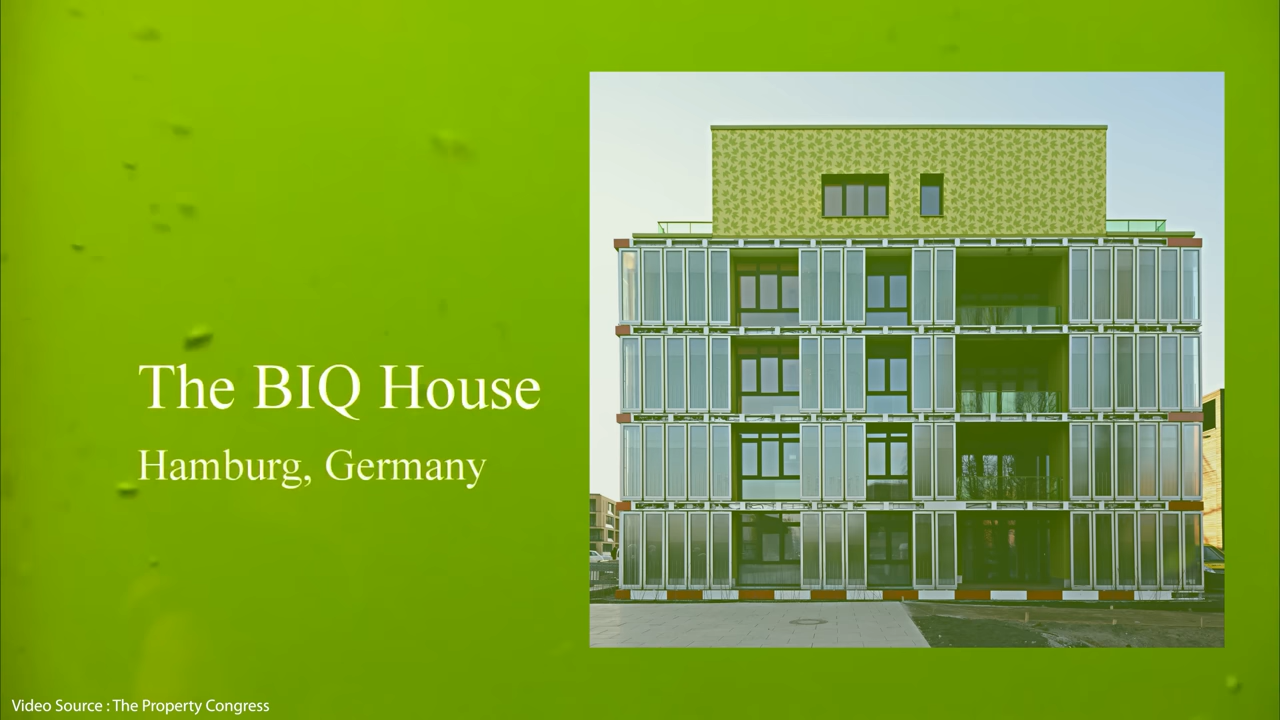 The BIQ House
Hamburg, Germany
Video Source : The Property Congress